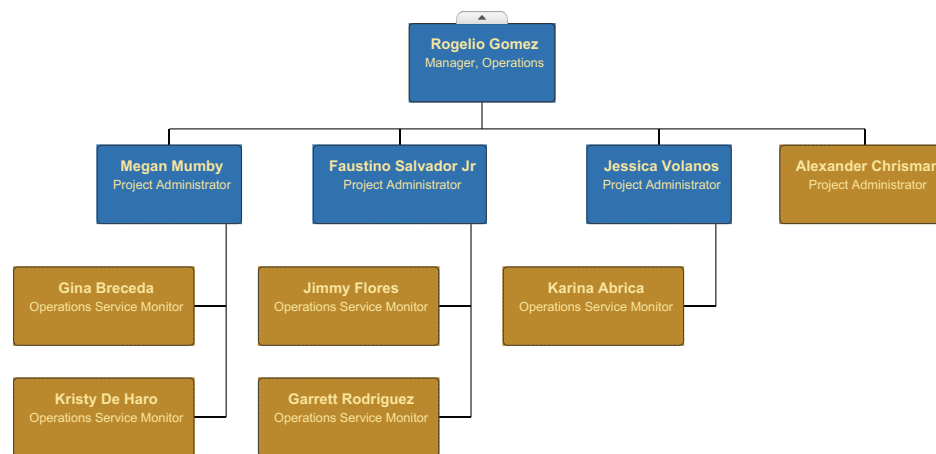 Rogelio Gomez
Manager, Operations
Megan Mumby
Project Administrator
Faustino Salvador Jr
Project Administrator
Jessica Volanos
Project Administrator
Alexander Chrisman
Project Administrator
Gina Breceda
Operations Service Monitor
Jimmy Flores
Operations Service Monitor
Karina Abrica
Operations Service Monitor
Kristy De Haro
Operations Service Monitor
Garrett Rodriguez
Operations Service Monitor